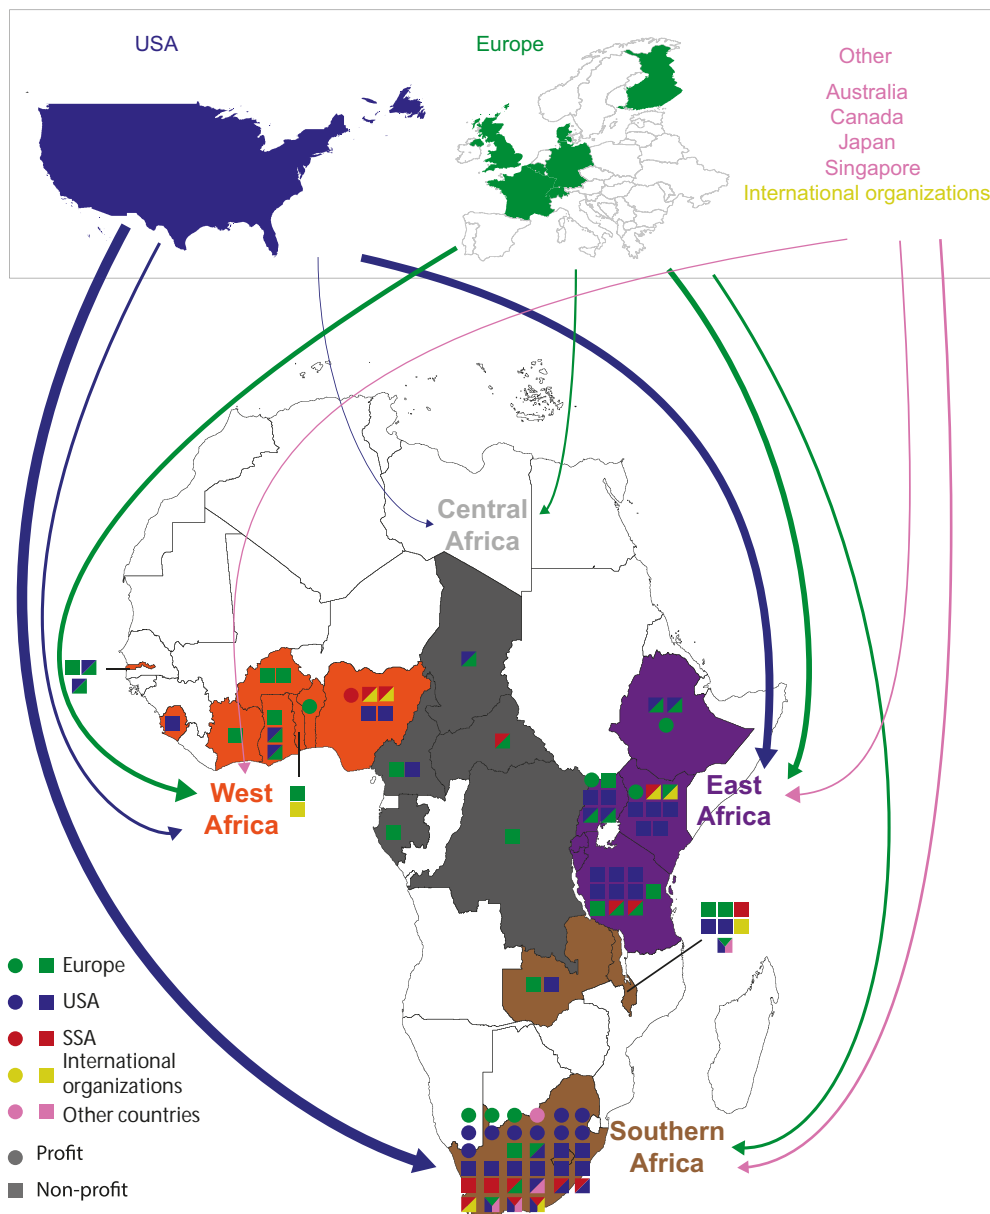 USA
Europe
Other
Australia
Canada
Japan
Singapore
International organizations
Central
Africa
West
Africa
East
Africa
Southern
Africa
Europe
USA
SSA
International
organizations
Other countries
Profit
Non-profit